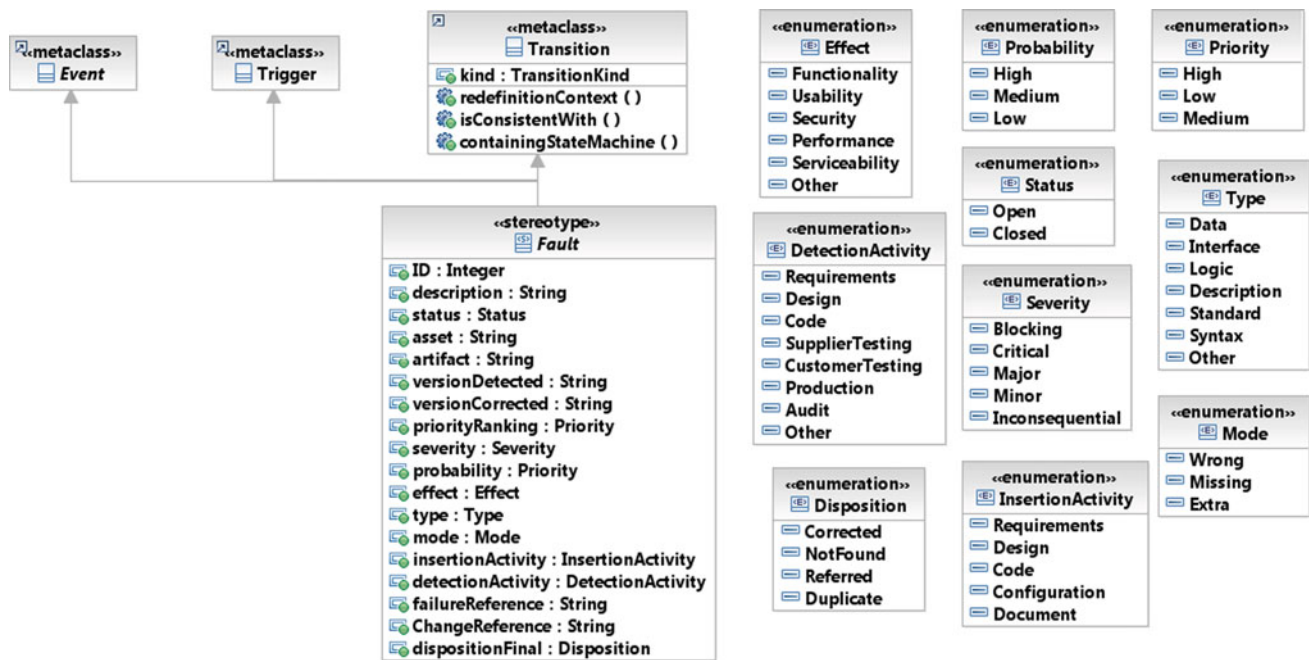 «metaclass»
Event
«metaclass»
Trigger
«metaclass»
Transition
kind : TransitionKind
redefinitionContext ( )
isConsistentWith ( )
containingStateMachine ( )
«stereotype»
Fault
ID : Integer
description : String
status : Status
asset : String
artifact : String
versionDetected : String
versionCorrected : String
priorityRanking : Priority
severity : Severity
probability : Priority
effect : Effect
type : Type
mode : Mode
insertionActivity : InsertionActivity
detectionActivity : DetectionActivity
failureReference : String
ChangeReference : String
dispositionFinal : Disposition
«enumeration»
Effect
Functionality
Usability
Security
Performance
Serviceability
Other
«enumeration»
Probability
High
Medium
Low
«enumeration»
Priority
High
Low
Medium
«enumeration»
Status
Open
Closed
«enumeration»
Type
Data
Interface
Logic
Description
Standard
Syntax
Other
«enumeration»
DetectionActivity
Requirements
Design
Code
SupplierTesting
CustomerTesting
Production
Audit
Other
«enumeration»
Severity
Blocking
Critical
Major
Minor
Inconsequential
«enumeration»
Mode
Wrong
Missing
Extra
«enumeration»
Disposition
Corrected
NotFound
Referred
Duplicate
«enumeration»
InsertionActivity
Requirements
Design
Code
Configuration
Document